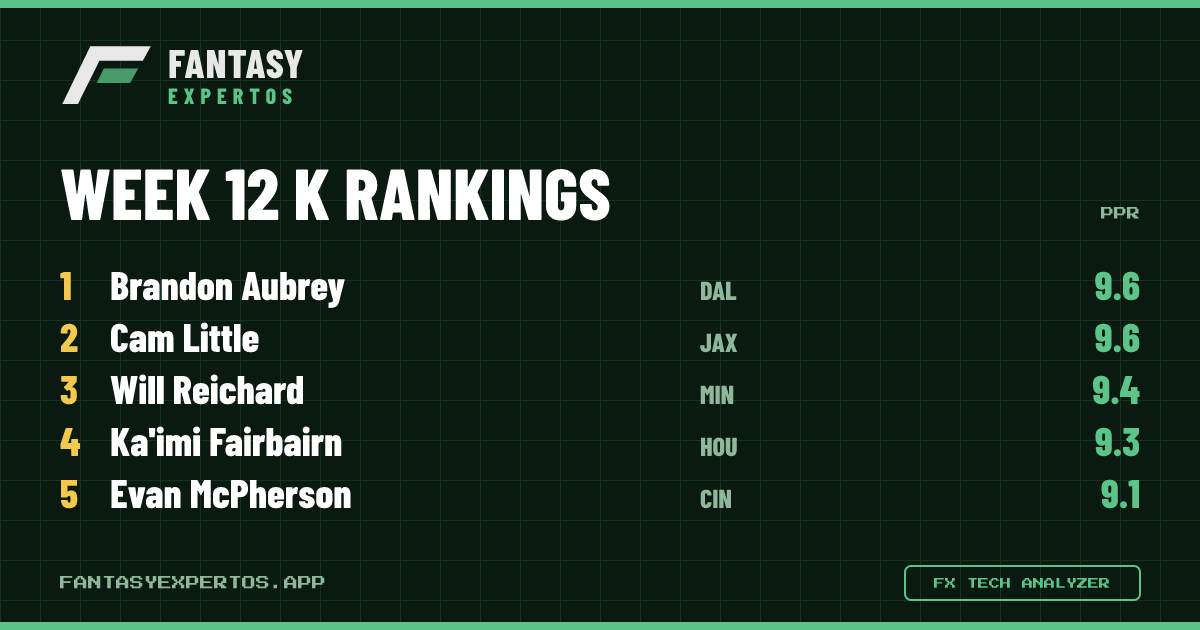 FANTASY
EXPERTOS
WEEK 12 K RANKINGS
PPR
1 Brandon Aubrey DAL 9.6
2 Cam Little JAX 9.6
3 Will Reichard MIN 9.4
4 Ka'imi Fairbairn HOU 9.3
5 Evan McPherson CIN 9.1
FANTASYEXPERTOS.APP
FX TECH ANALYZER